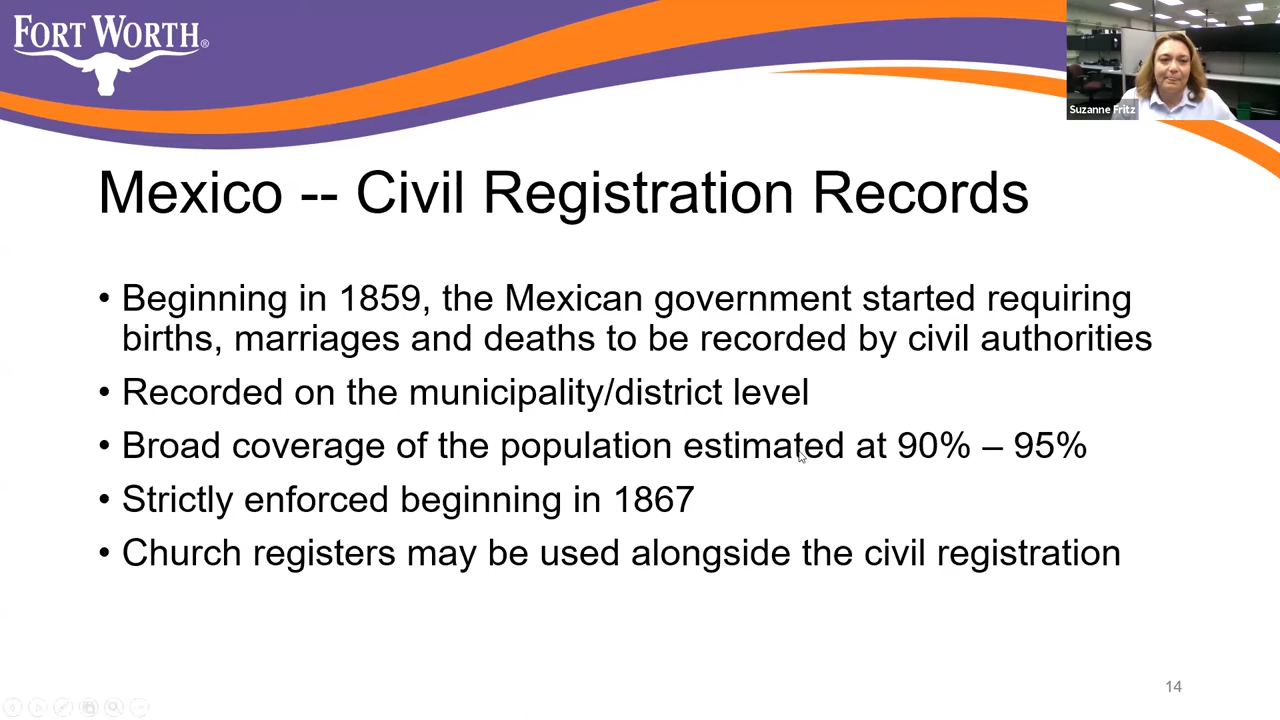 FORT WORTH®
Suzanne Fritz
Mexico -- Civil Registration Records
• Beginning in 1859, the Mexican government started requiring
births, marriages and deaths to be recorded by civil authorities
• Recorded on the municipality/district level
• Broad coverage of the population estimated at 90% – 95%
• Strictly enforced beginning in 1867
• Church registers may be used alongside the civil registration
14